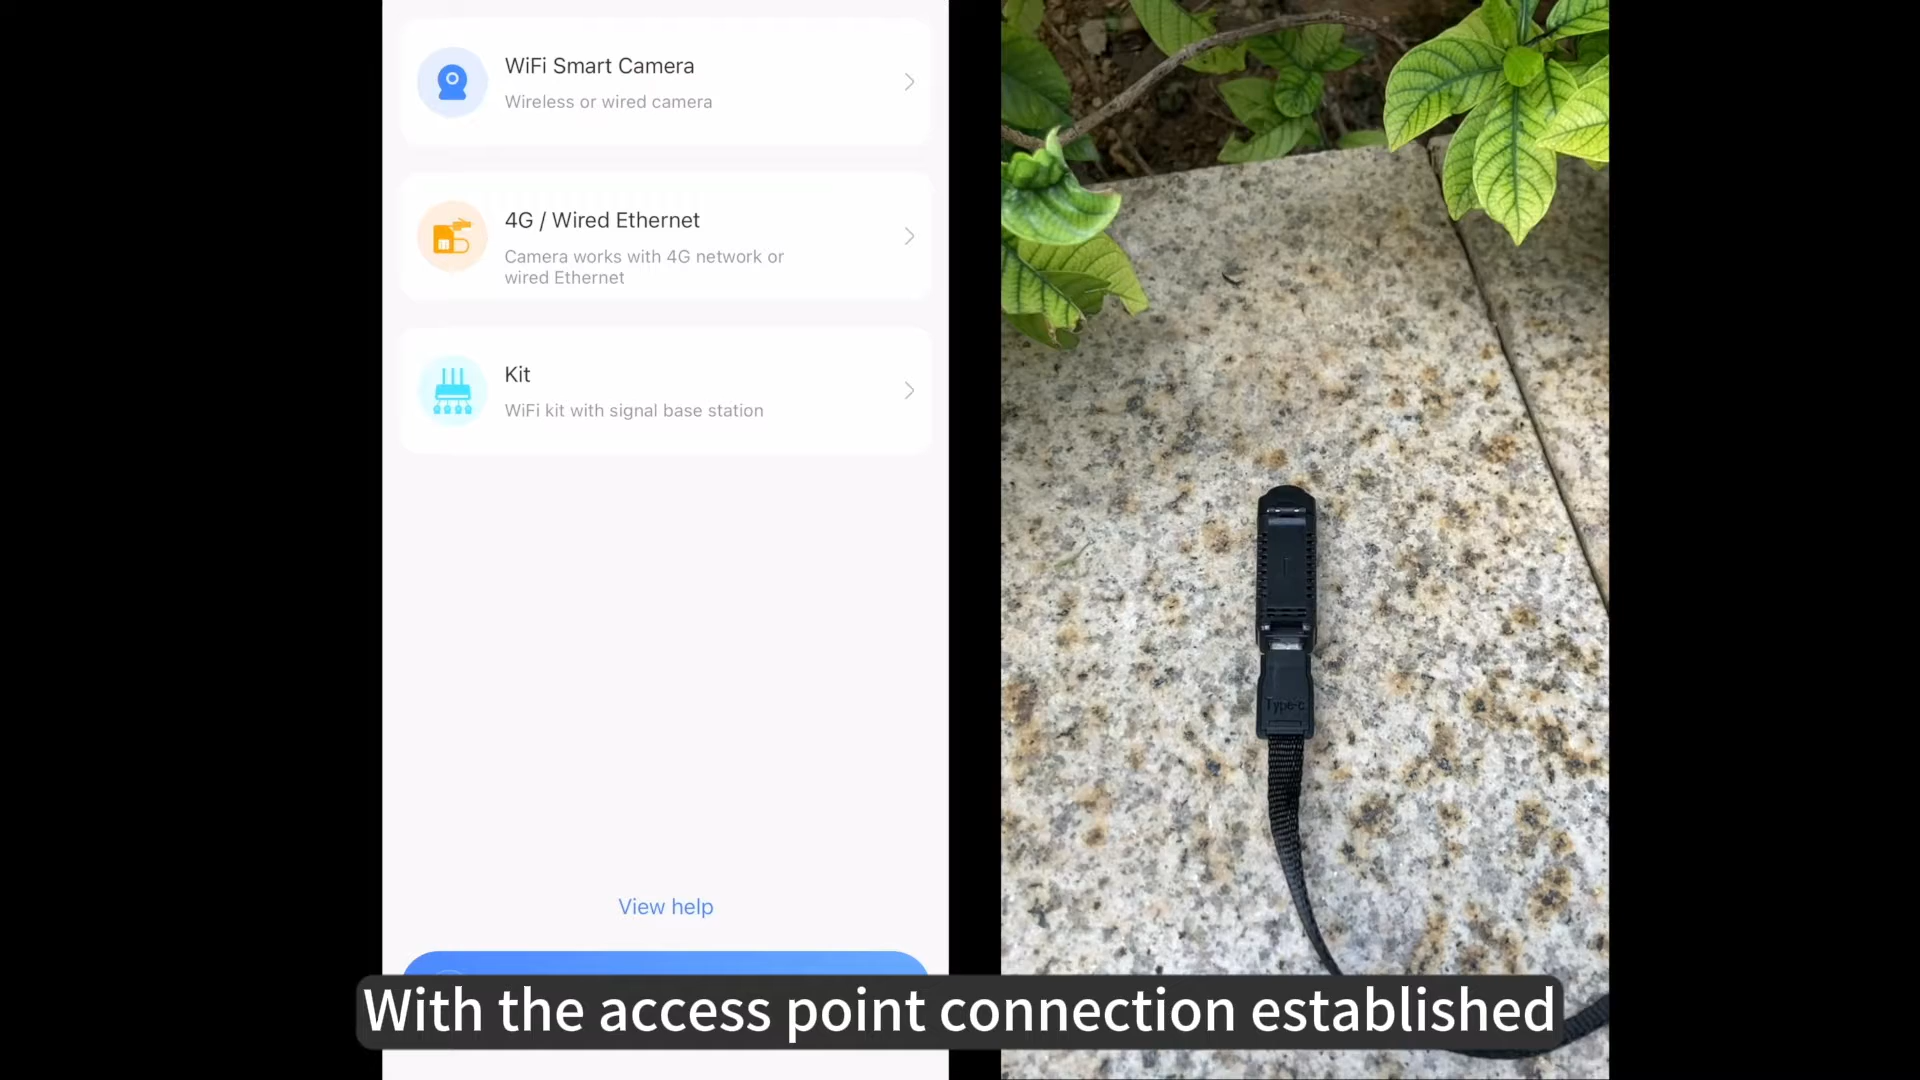 WiFi Smart Camera
Wireless or wired camera
4G / Wired Ethernet
Camera works with 4G network or
wired Ethernet
Kit
WiFi kit with signal base station
View help
Type-c
With the access point connection established